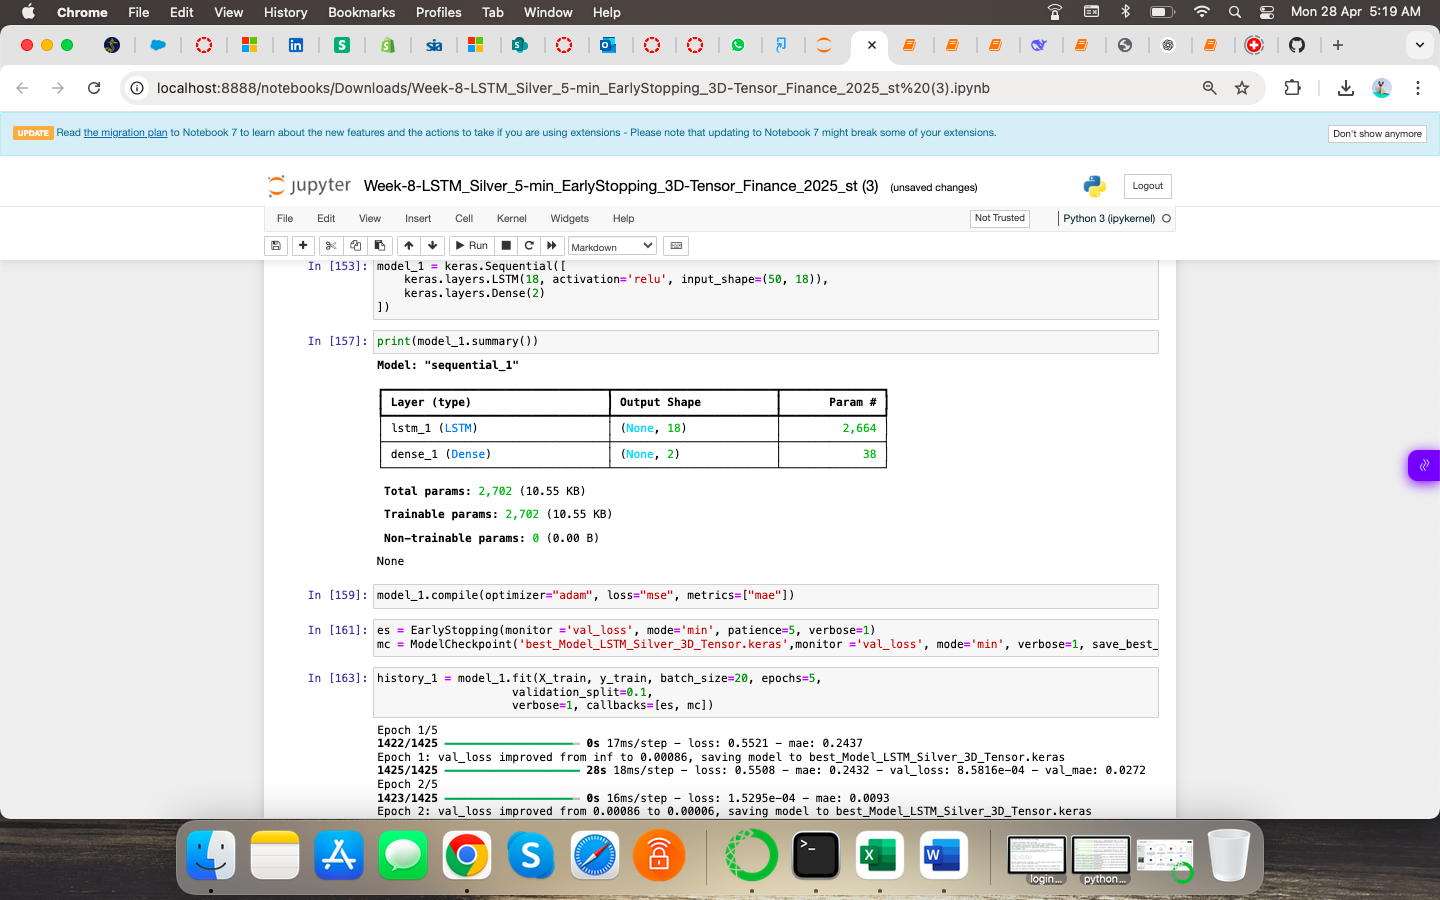 Chrome File Edit View History Bookmarks Profiles Tab Window Help Mon 28 Apr 5:19 AM
localhost:8888/notebooks/Downloads/Week-8-LSTM_Silver_5-min_EarlyStopping_3D-Tensor_Finance_2025_st%20(3).ipynb
UPDATE Read the migration plan to Notebook 7 to learn about the new features and the actions to take if you are using extensions - Please note that updating to Notebook 7 might break some of your extensions. Don't show anymore
jupyter Week-8-LSTM_Silver_5-min_EarlyStopping_3D-Tensor_Finance_2025_st (3) (unsaved changes) Logout
File Edit View Insert Cell Kernel Widgets Help Not Trusted Python 3 (ipykernel)
Run Markdown
In [153]: model_1 = keras.Sequential([
keras.layers.LSTM(18, activation='relu', input_shape=(50, 18)),
keras.layers.Dense(2)
])
In [157]: print(model_1.summary())
Model: "sequential_1"
Layer (type) Output Shape Param #
lstm_1 (LSTM) (None, 18) 2,664
dense_1 (Dense) (None, 2) 38
Total params: 2,702 (10.55 KB)
Trainable params: 2,702 (10.55 KB)
Non-trainable params: 0 (0.00 B)
None
In [159]: model_1.compile(optimizer="adam", loss="mse", metrics=["mae"])
In [161]: es = EarlyStopping(monitor ='val_loss', mode='min', patience=5, verbose=1)
mc = ModelCheckpoint('best_Model_LSTM_Silver_3D_Tensor.keras',monitor ='val_loss', mode='min', verbose=1, save_best_
In [163]: history_1 = model_1.fit(X_train, y_train, batch_size=20, epochs=5,
validation_split=0.1,
verbose=1, callbacks=[es, mc])
Epoch 1/5
1422/1425 0s 17ms/step - loss: 0.5521 - mae: 0.2437
Epoch 1: val_loss improved from inf to 0.00086, saving model to best_Model_LSTM_Silver_3D_Tensor.keras
1425/1425 28s 18ms/step - loss: 0.5508 - mae: 0.2432 - val_loss: 8.5816e-04 - val_mae: 0.0272
Epoch 2/5
1423/1425 0s 16ms/step - loss: 1.5295e-04 - mae: 0.0093
Epoch 2: val_loss improved from 0.00086 to 0.00006, saving model to best_Model_LSTM_Silver_3D_Tensor.keras
login... python...